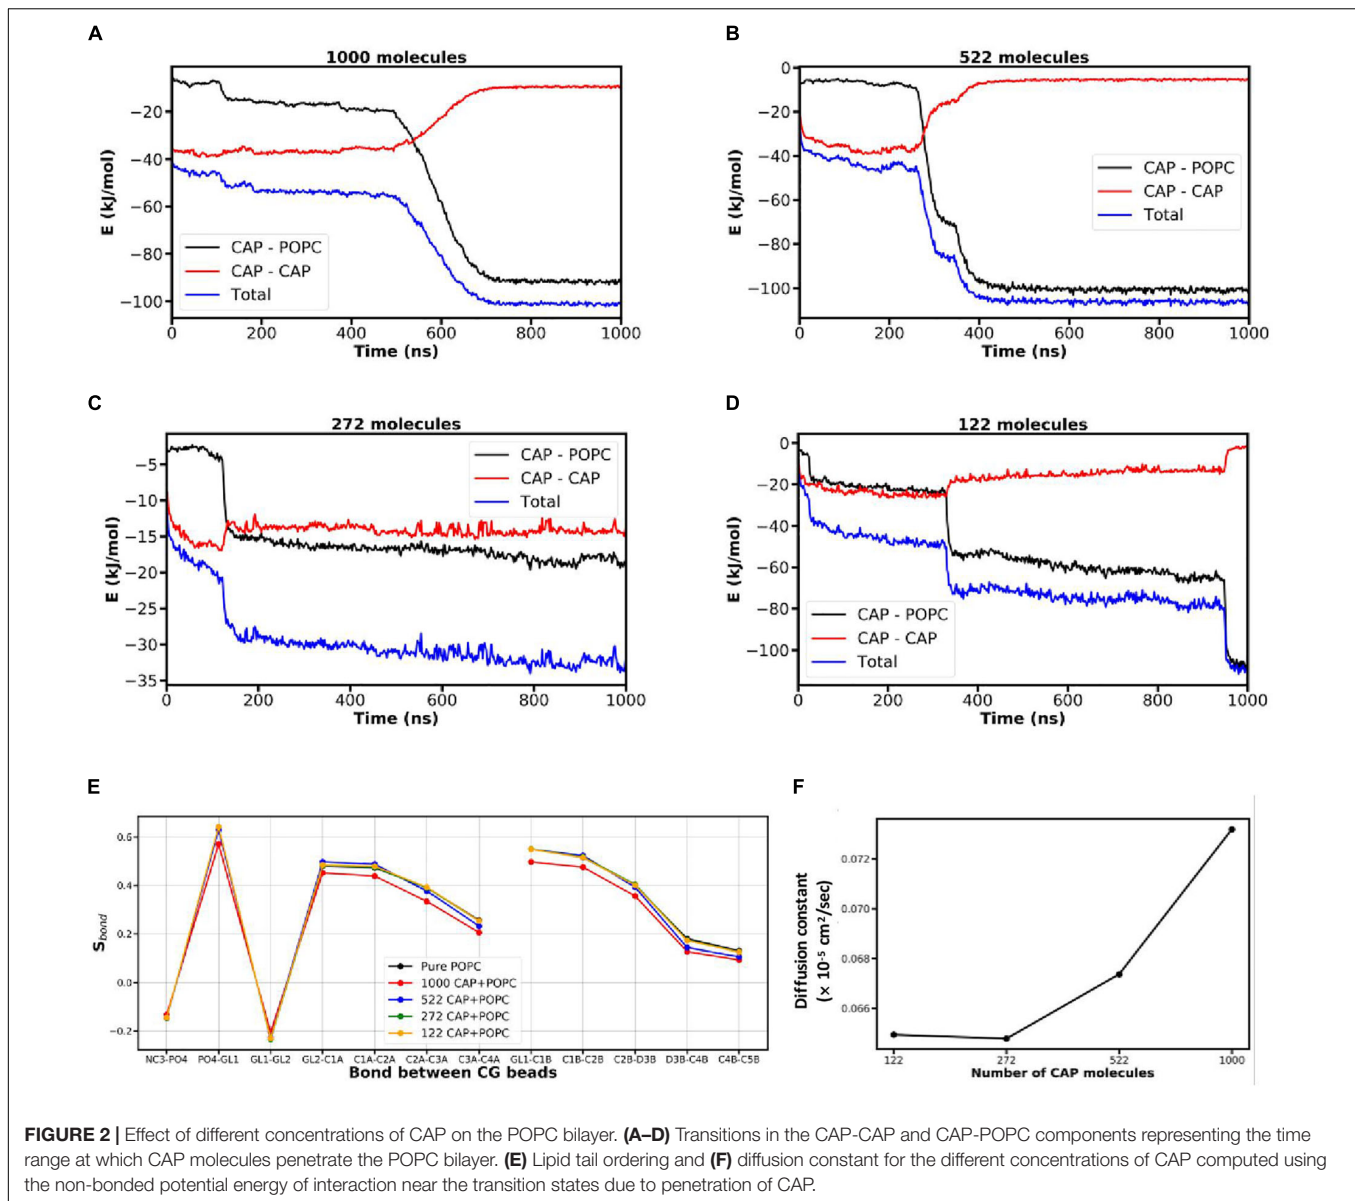 A
1000 molecules
E (kJ/mol)
−20
−40
−60
−80
−100
CAP - POPC
CAP - CAP
Total
0 200 400 600 800 1000
Time (ns)
B
522 molecules
E (kJ/mol)
0
−20
−40
−60
−80
−100
CAP - POPC
CAP - CAP
Total
0 200 400 600 800 1000
Time (ns)
C
272 molecules
E (kJ/mol)
−5
−10
−15
−20
−25
−30
−35
CAP - POPC
CAP - CAP
Total
0 200 400 600 800 1000
Time (ns)
D
122 molecules
E (kJ/mol)
0
−20
−40
−60
−80
−100
CAP - POPC
CAP - CAP
Total
0 200 400 600 800 1000
Time (ns)
E
S_bond
0.6
0.4
0.2
0.0
−0.2
Pure POPC
1000 CAP+POPC
522 CAP+POPC
272 CAP+POPC
122 CAP+POPC
NC3-PO4 PO4-GL1 GL1-GL2 GL2-C1A C1A-C2A C2A-C3A C3A-C4A GL1-C1B C1B-C2B C2B-D3B D3B-C4B C4B-C5B
Bond between CG beads
F
Diffusion constant
(× 10⁻⁵ cm²/sec)
0.072
0.070
0.068
0.066
122 272 522 1000
Number of CAP molecules
FIGURE 2 | Effect of different concentrations of CAP on the POPC bilayer. (A–D) Transitions in the CAP-CAP and CAP-POPC components representing the time
range at which CAP molecules penetrate the POPC bilayer. (E) Lipid tail ordering and (F) diffusion constant for the different concentrations of CAP computed using
the non-bonded potential energy of interaction near the transition states due to penetration of CAP.